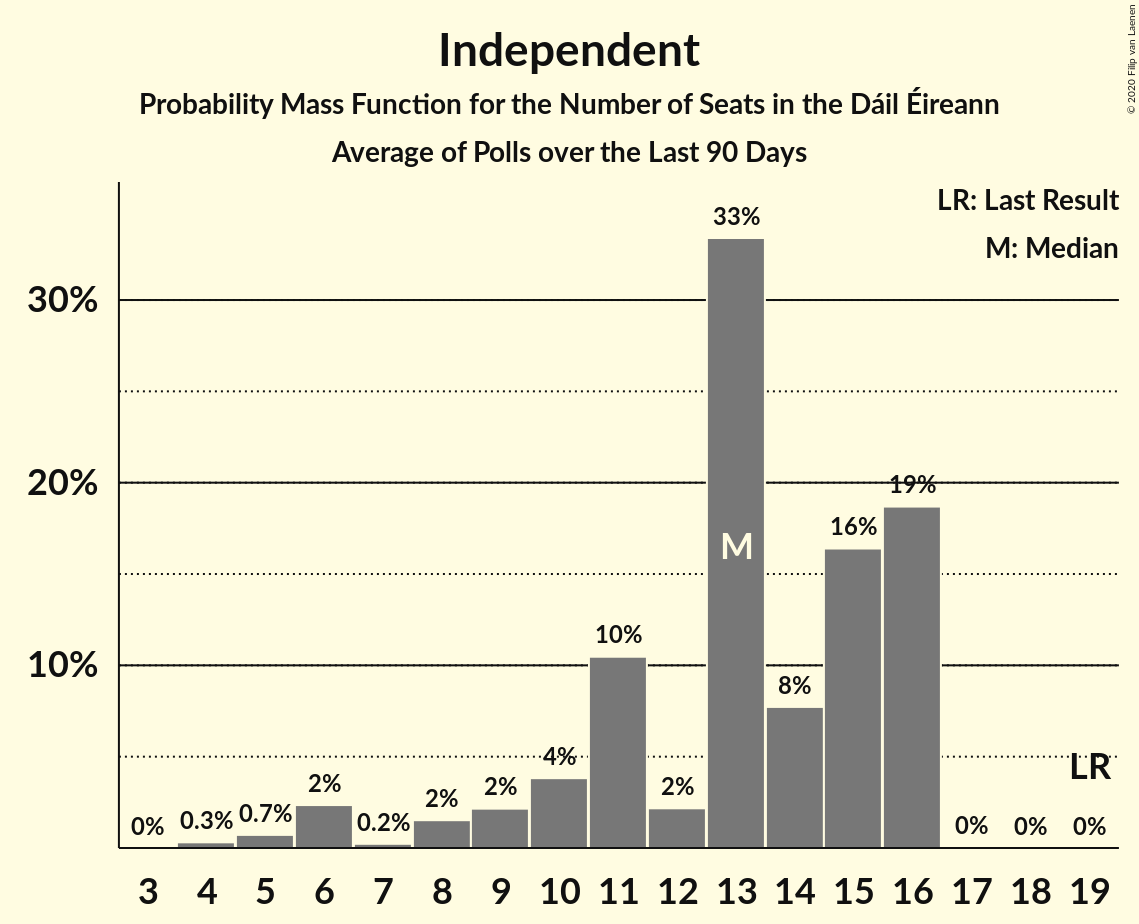 © 2020 Filip van Laenen
Independent
Probability Mass Function for the Number of Seats in the Dáil Éireann
Average of Polls over the Last 90 Days
LR: Last Result
M: Median
30%
20%
10%
0%
0.3%
0.7%
2%
0.2%
2%
2%
4%
10%
2%
33%
8%
16%
19%
0%
0%
0%
M
LR
3 4 5 6 7 8 9 10 11 12 13 14 15 16 17 18 19